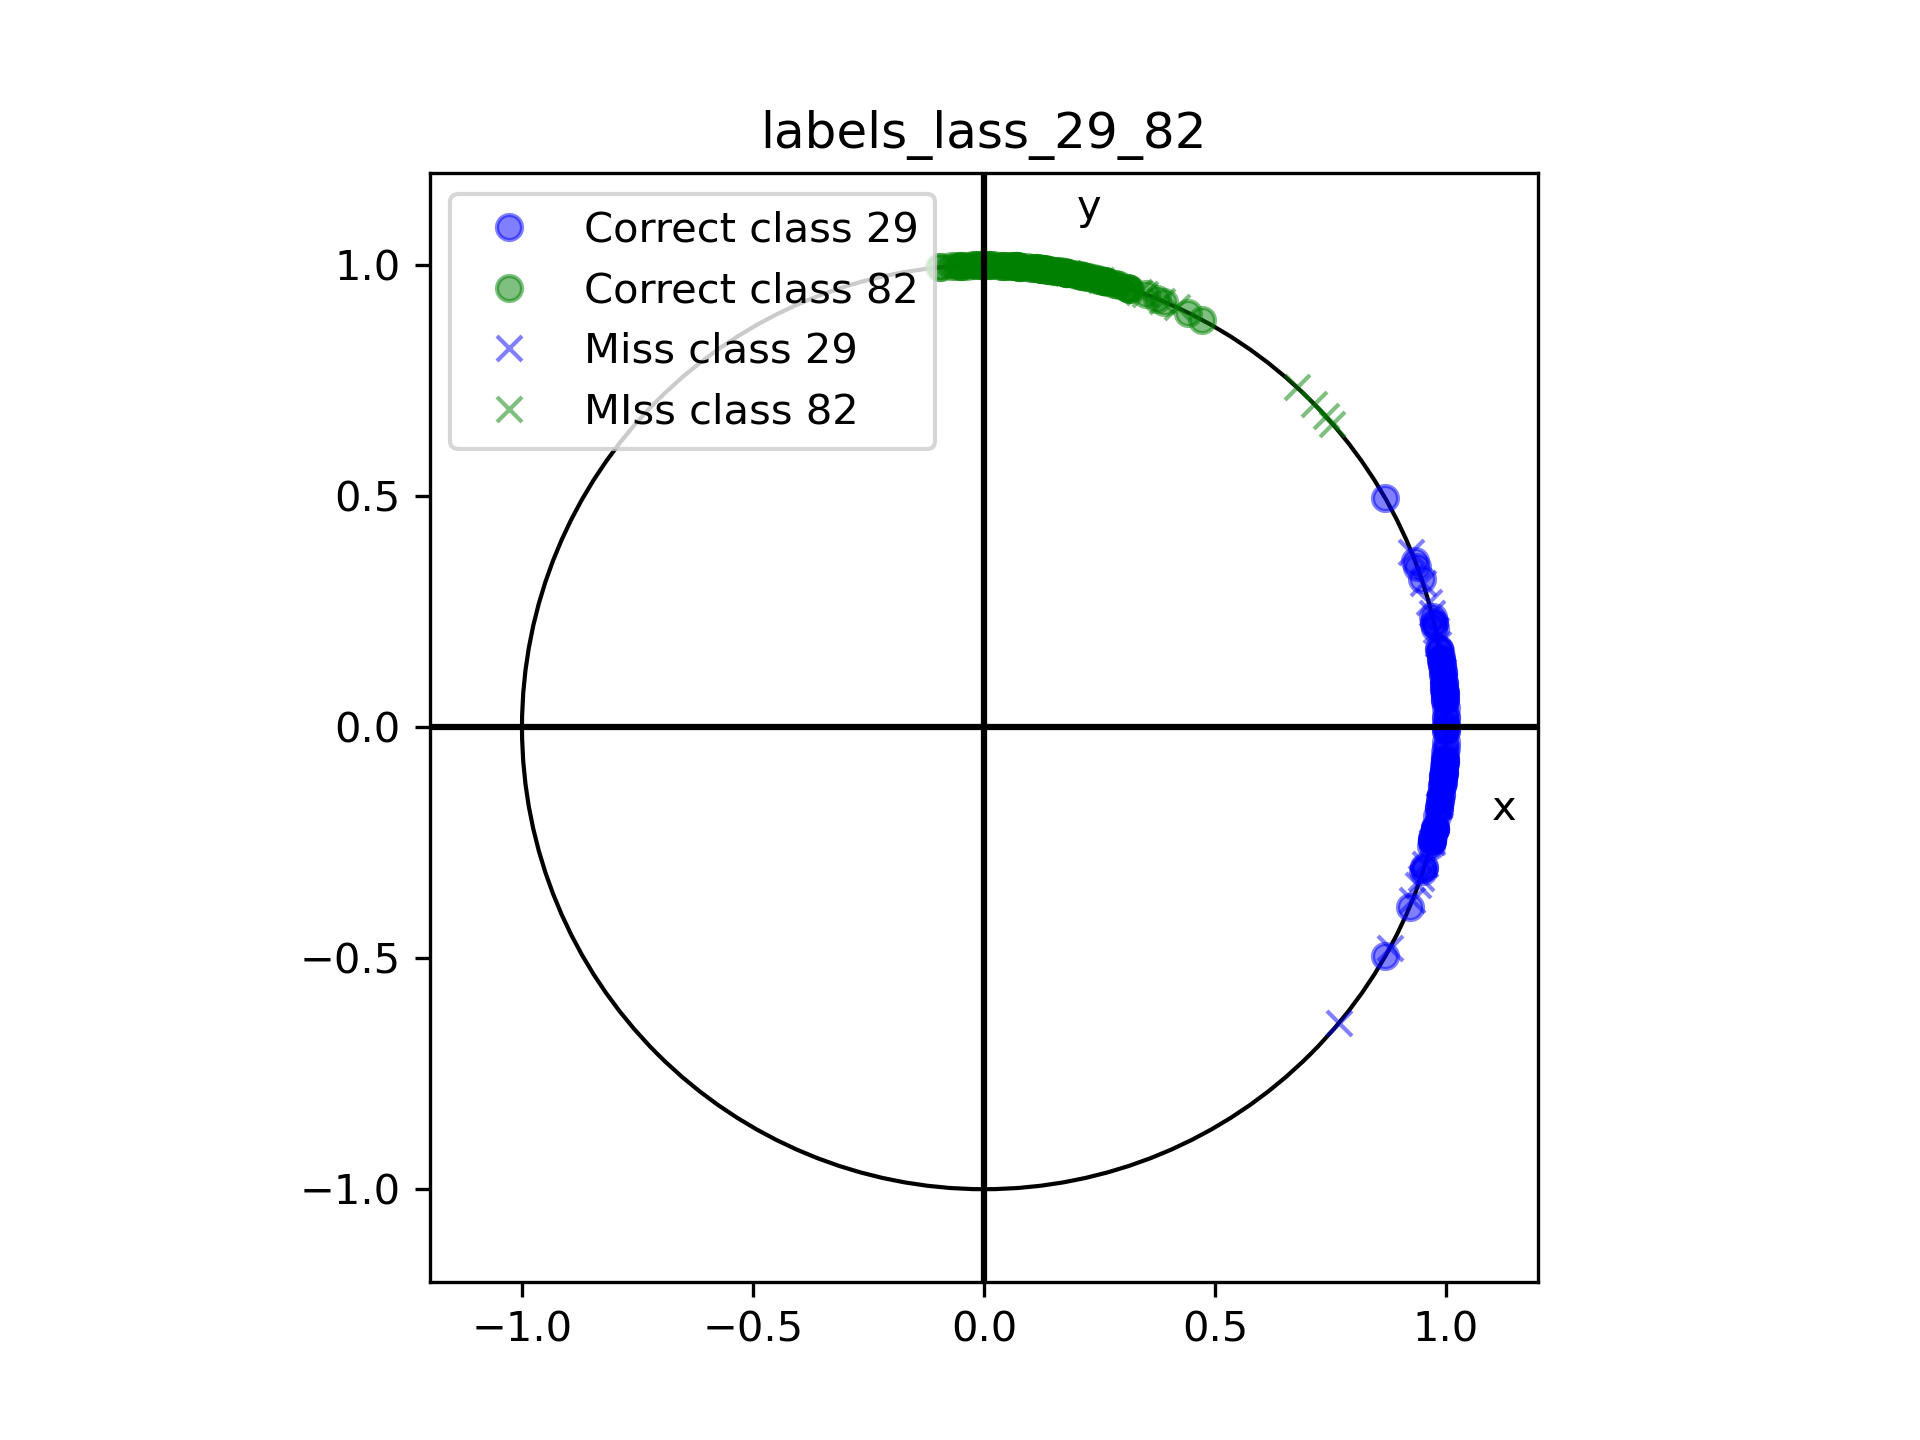 labels_lass_29_82
y
Correct class 29
Correct class 82
Miss class 29
MIss class 82
1.0
0.5
0.0
−0.5
−1.0
x
−1.0 −0.5 0.0 0.5 1.0